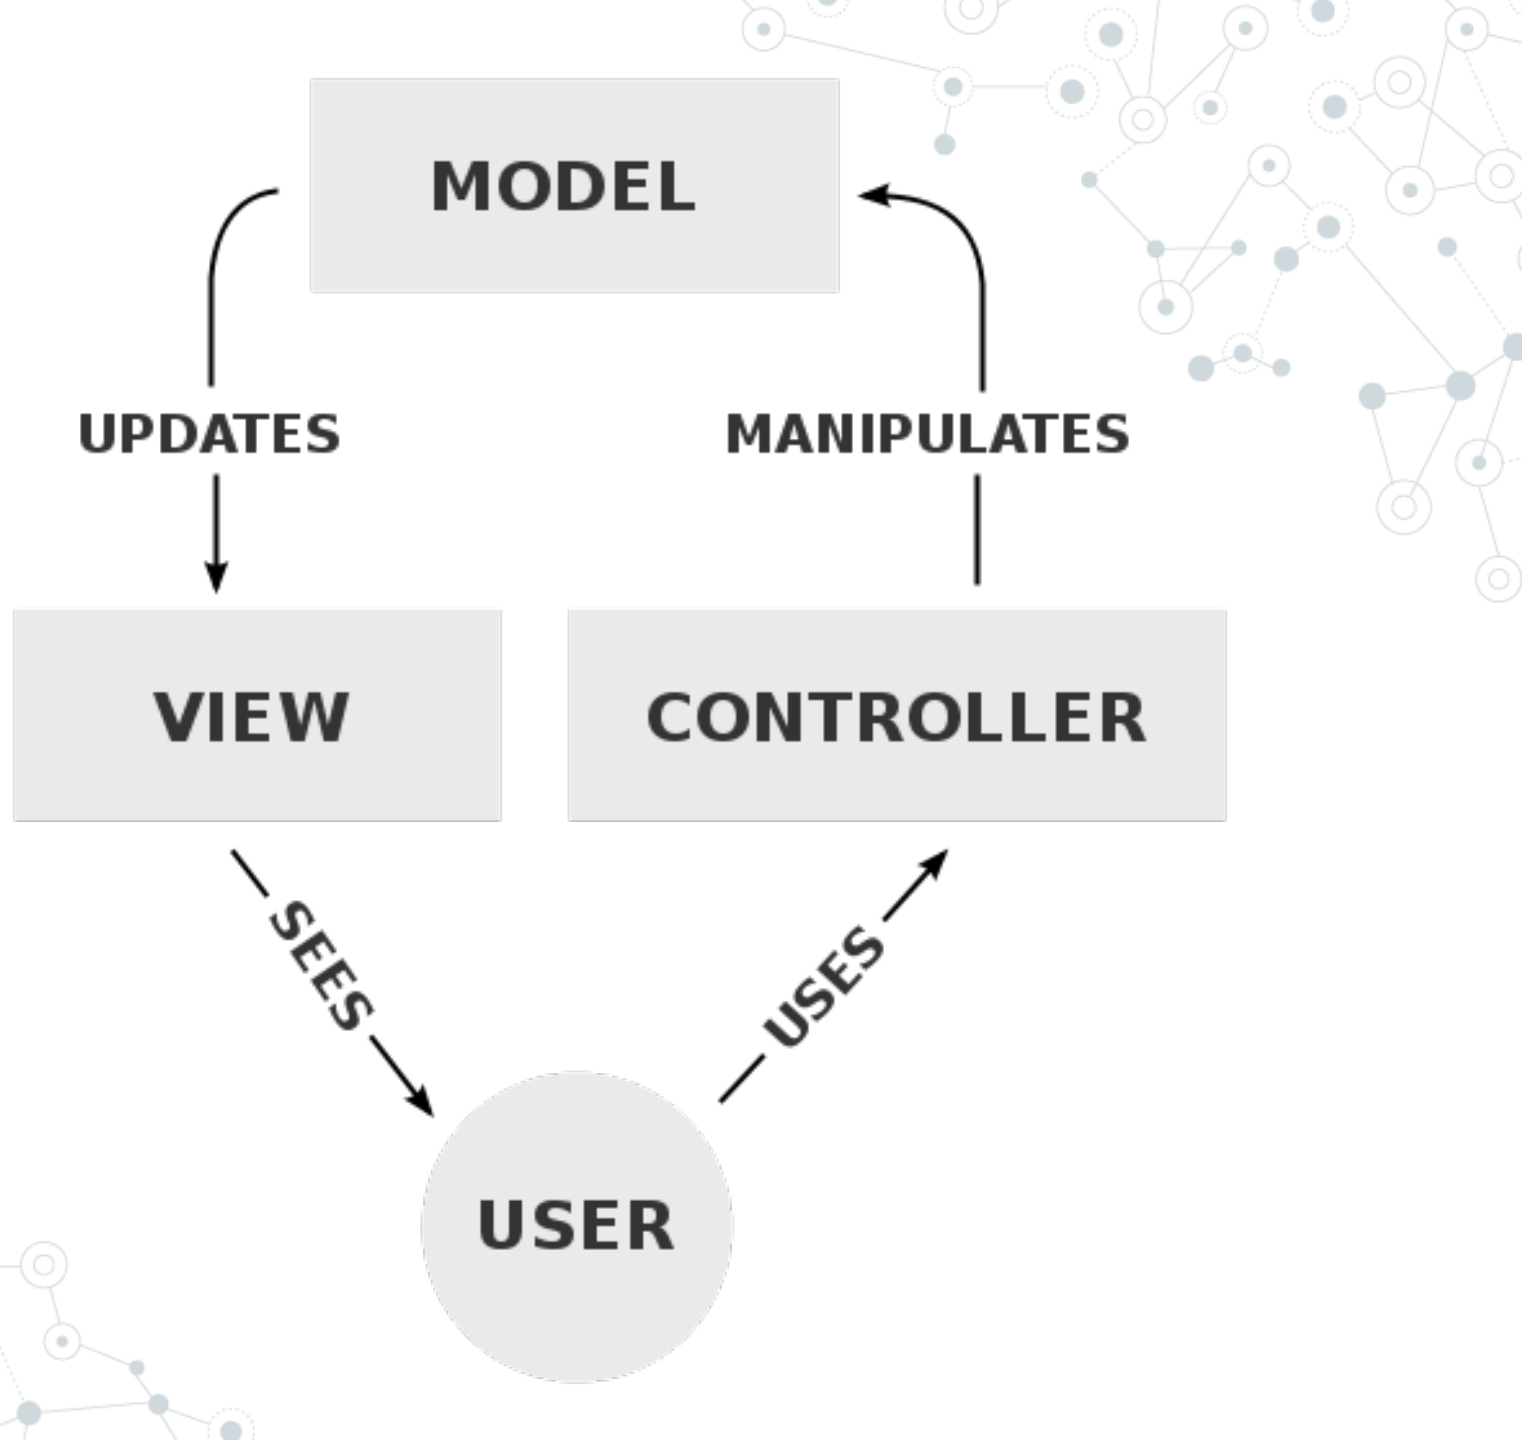 MODEL
UPDATES
MANIPULATES
VIEW
CONTROLLER
SEES
USES
USER